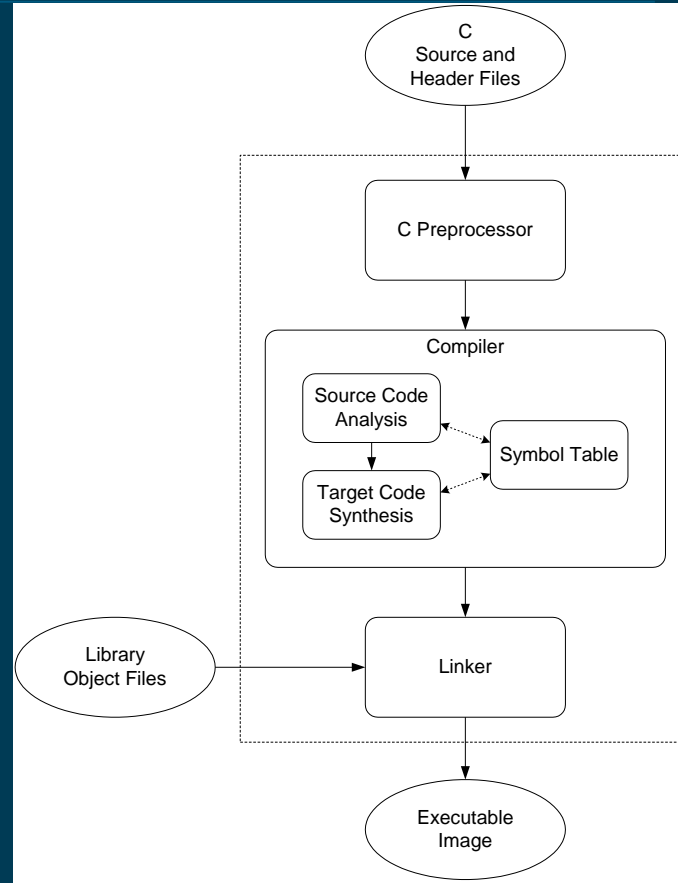 C
Source and
Header Files
C Preprocessor
Compiler
Source Code
Analysis
Symbol Table
Target Code
Synthesis
Library
Object Files
Linker
Executable
Image